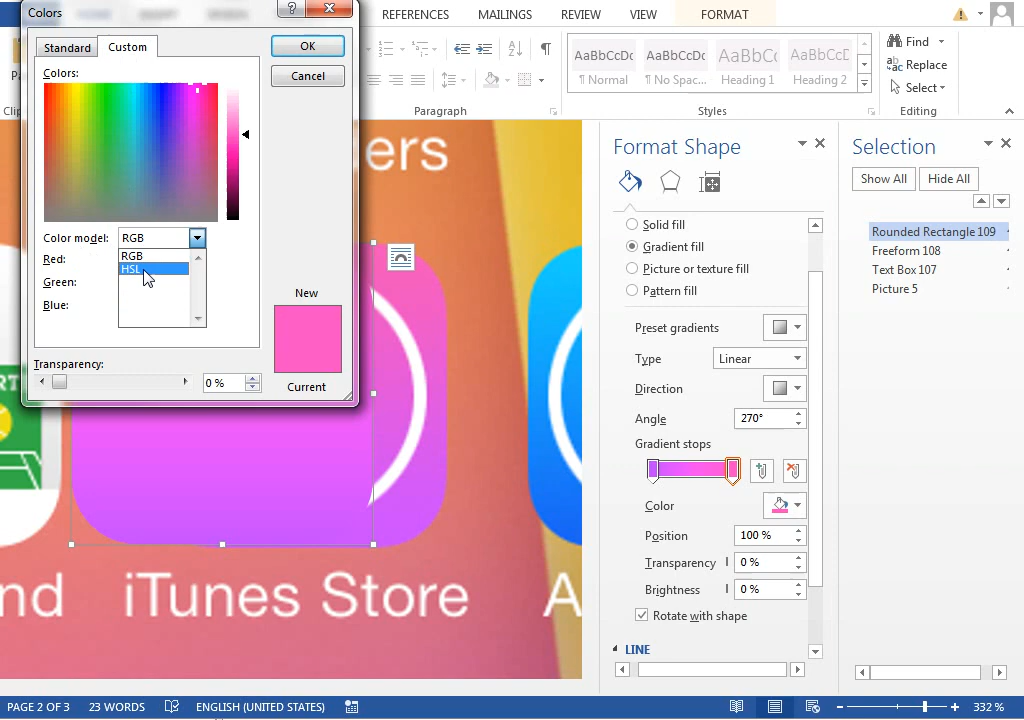 Colors
HOME
INSERT
DESIGN
REFERENCES
MAILINGS
REVIEW
VIEW
FORMAT
Standard
Custom
OK
Cancel
Colors:
Color model:
RGB
RGB
HSL
Red:
Green:
Blue:
New
Current
Transparency:
0 %
Paragraph
AaBbCcDc
¶ Normal
AaBbCcDc
¶ No Spac...
AaBbCc
Heading 1
AaBbCcD
Heading 2
Styles
Find
Replace
Select
Editing
ers
nd
iTunes Store
A
Format Shape
Solid fill
Gradient fill
Picture or texture fill
Pattern fill
Preset gradients
Type
Linear
Direction
Angle
270°
Gradient stops
Color
Position
100 %
Transparency
0 %
Brightness
0 %
Rotate with shape
LINE
Selection
Show All
Hide All
Rounded Rectangle 109
Freeform 108
Text Box 107
Picture 5
PAGE 2 OF 3
23 WORDS
ENGLISH (UNITED STATES)
332 %